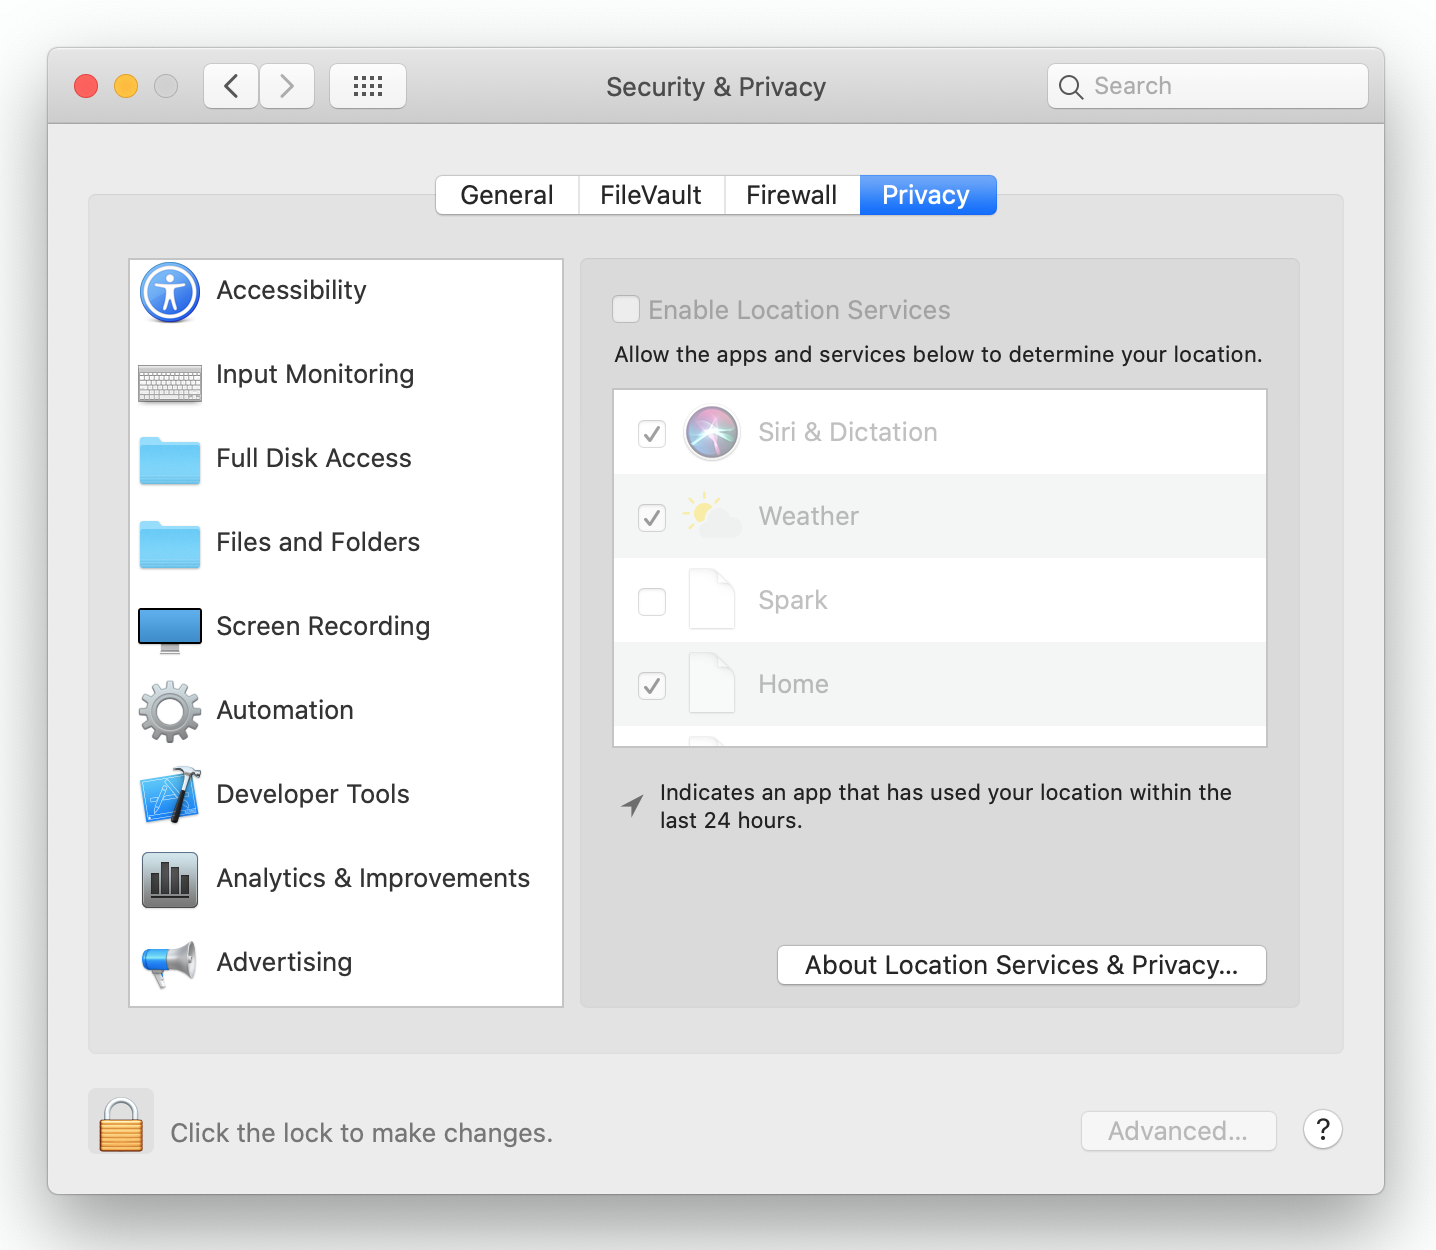 Security & Privacy
Search
General
FileVault
Firewall
Privacy
Accessibility
Input Monitoring
Full Disk Access
Files and Folders
Screen Recording
Automation
Developer Tools
Analytics & Improvements
Advertising
Enable Location Services
Allow the apps and services below to determine your location.
Siri & Dictation
Weather
Spark
Home
Indicates an app that has used your location within the
last 24 hours.
About Location Services & Privacy...
Click the lock to make changes.
Advanced...
?